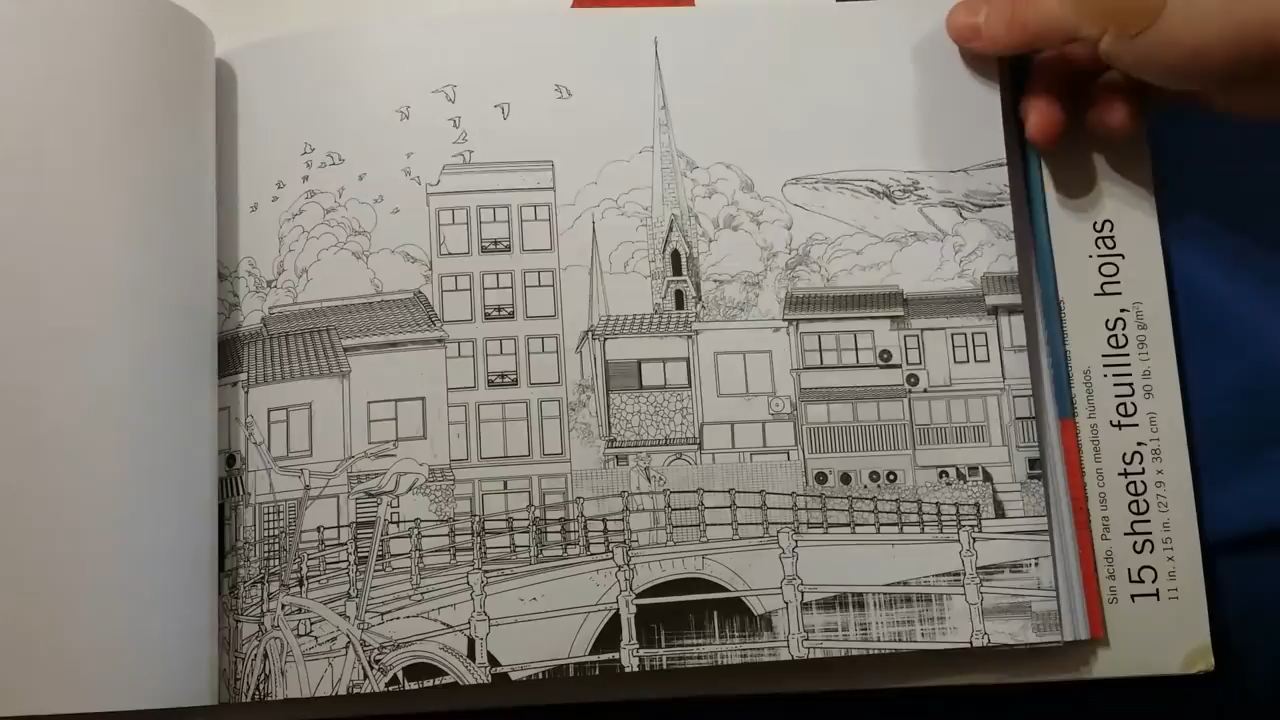 15 sheets, feuilles, hojas
11 in. x 15 in. (27.9 x 38.1 cm) 90 lb. (190 g/m²)
Sin ácido. Para uso con medios húmedos.